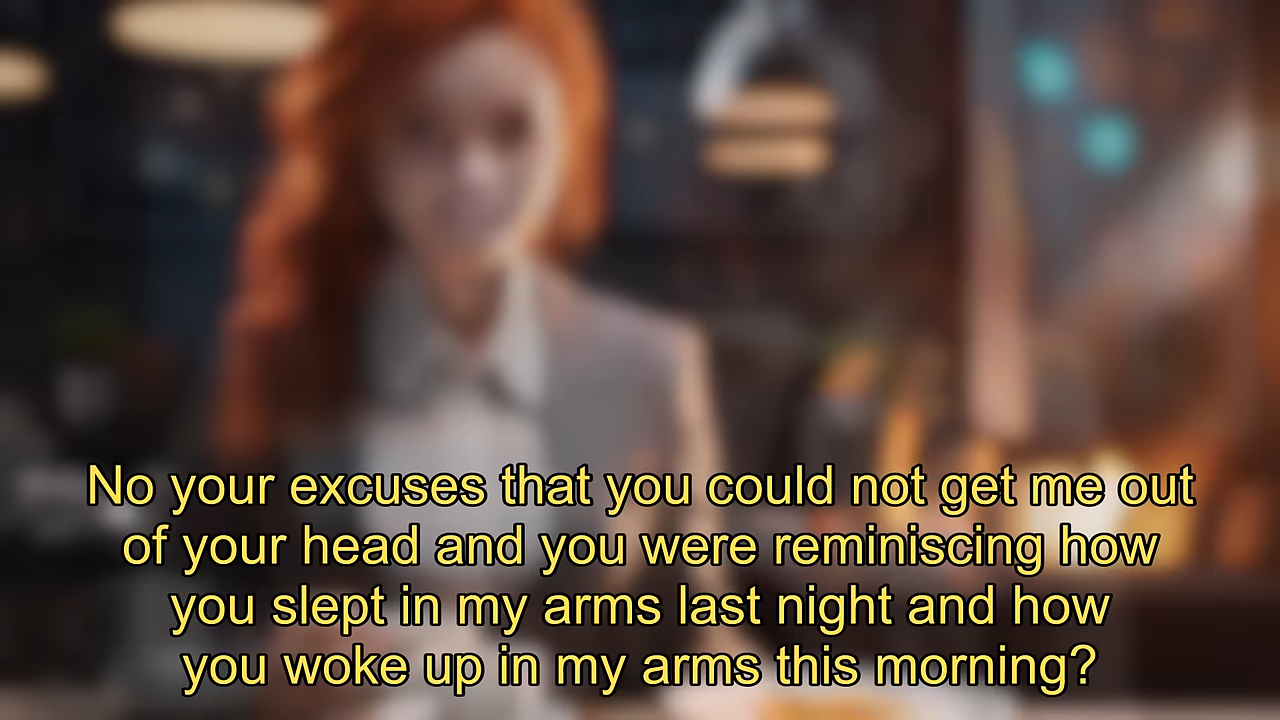 No your excuses that you could not get me out
of your head and you were reminiscing how
you slept in my arms last night and how
you woke up in my arms this morning?